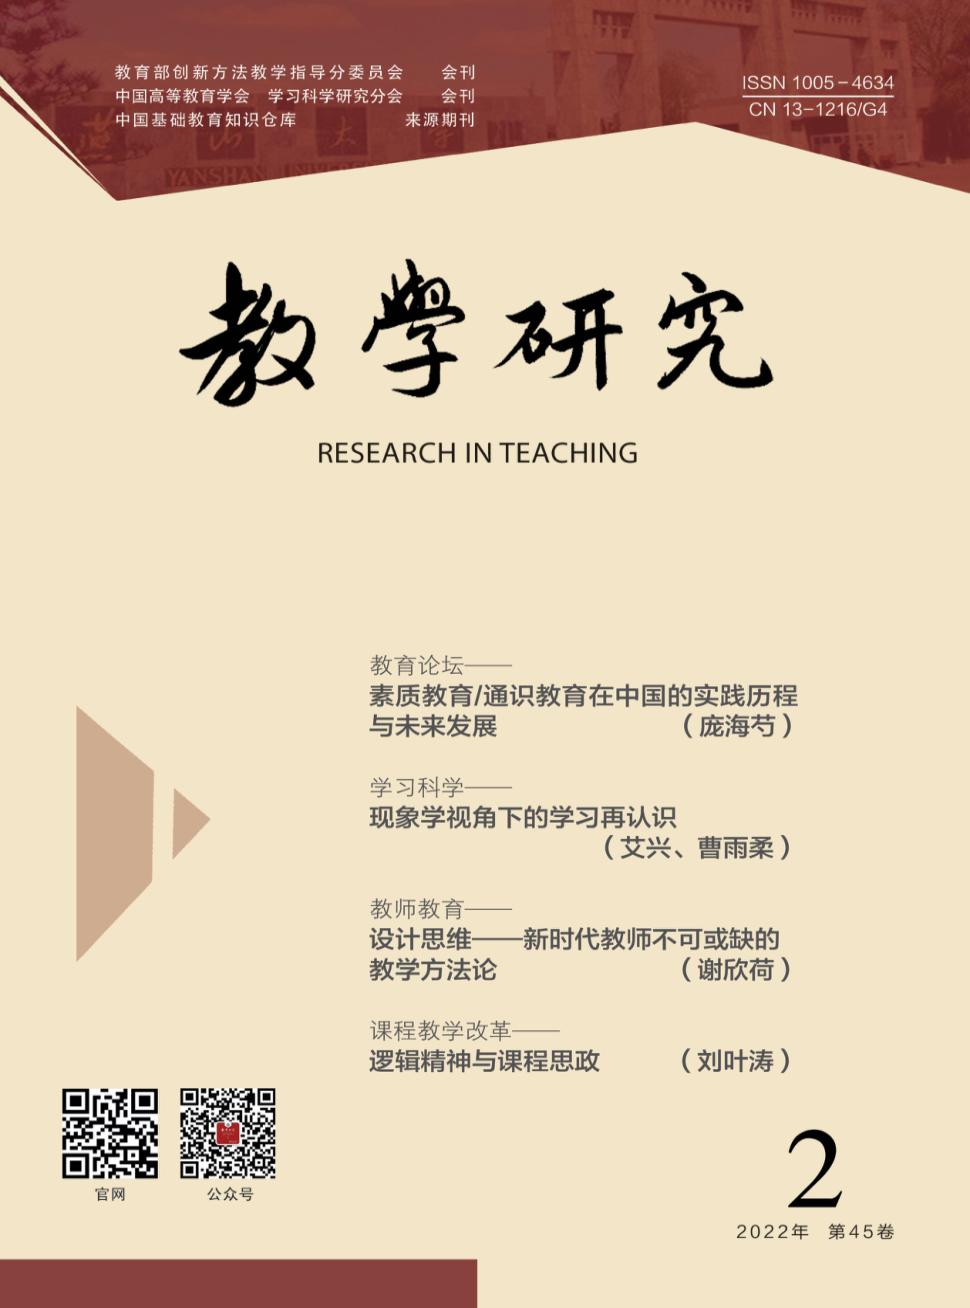 教育部创新方法教学指导分委员会 会刊
中国高等教育学会 学习科学研究分会 会刊
中国基础教育知识仓库 来源期刊
ISSN 1005-4634
CN 13-1216/G4
燕山大学
YANSHAN UNIVERSITY
教學研究
RESEARCH IN TEACHING
教育论坛——
素质教育/通识教育在中国的实践历程
与未来发展 （庞海芍）
学习科学——
现象学视角下的学习再认识
（艾兴、曹雨柔）
教师教育——
设计思维——新时代教师不可或缺的
教学方法论 （谢欣荷）
课程教学改革——
逻辑精神与课程思政 （刘叶涛）
官网
公众号
2
2022年 第45卷